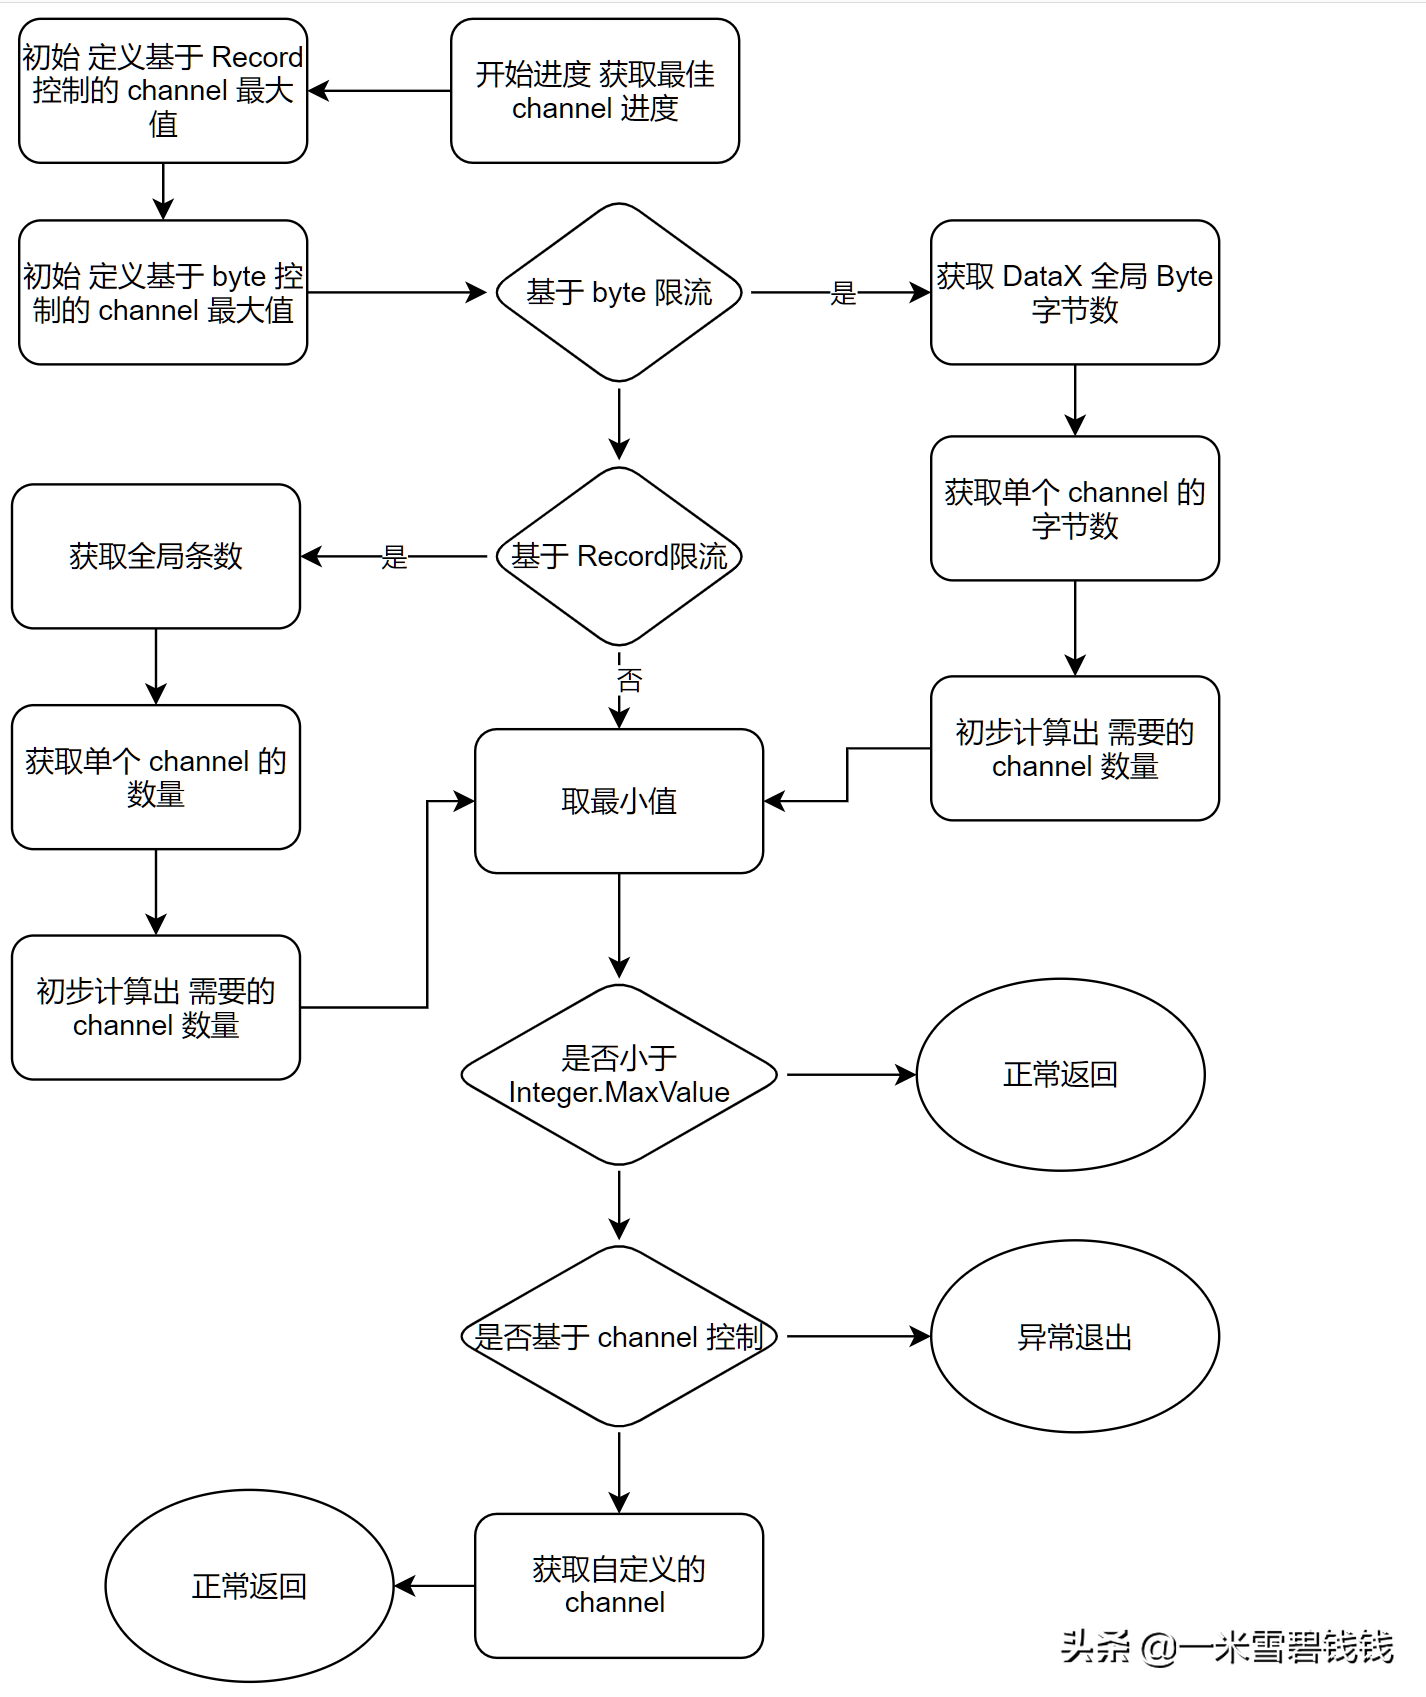 初始 定义基于 Record
控制的 channel 最大
值
开始进度 获取最佳
channel 进度
初始 定义基于 byte 控
制的 channel 最大值
基于 byte 限流
是
获取 DataX 全局 Byte
字节数
获取单个 channel 的
字节数
获取全局条数
是
基于 Record限流
否
获取单个 channel 的
数量
取最小值
初步计算出 需要的
channel 数量
初步计算出 需要的
channel 数量
是否小于
Integer.MaxValue
正常返回
是否基于 channel 控制
异常退出
正常返回
获取自定义的
channel
头条 @一米雪碧钱钱